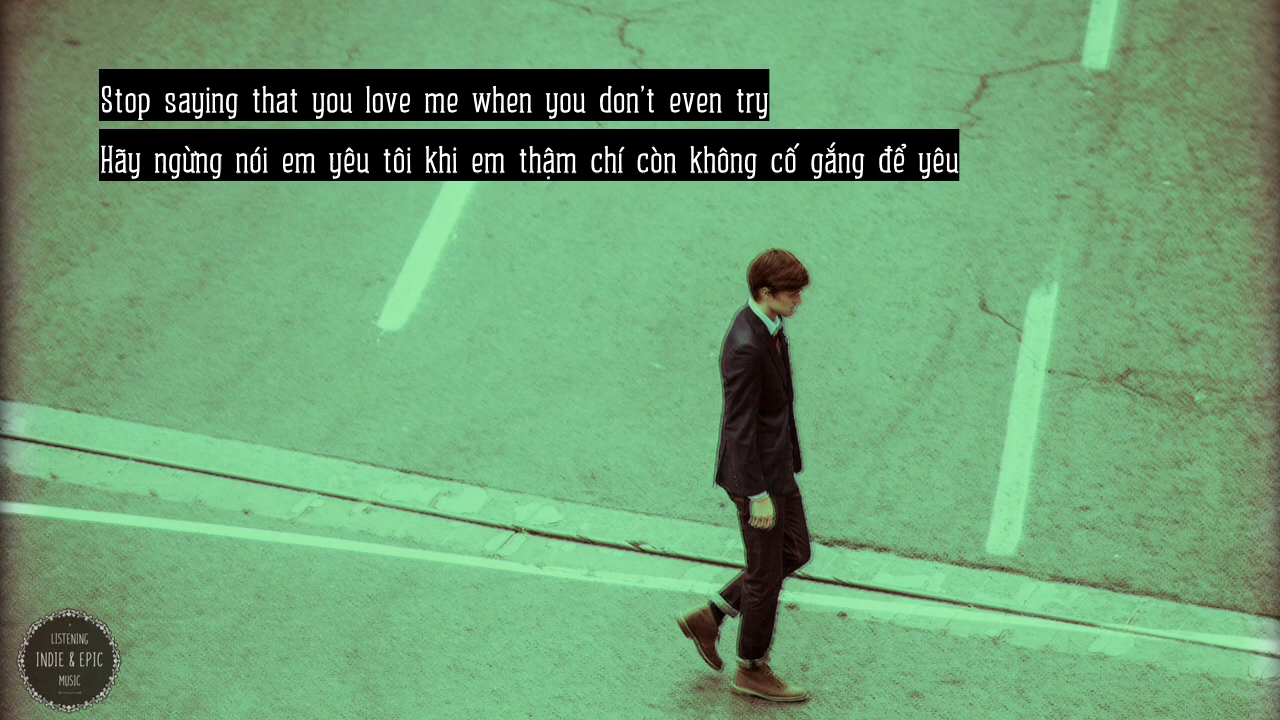 Stop saying that you love me when you don't even try
Hãy ngừng nói em yêu tôi khi em thậm chí còn không cố gắng để yêu
LISTENING
INDIE & EPIC
MUSIC